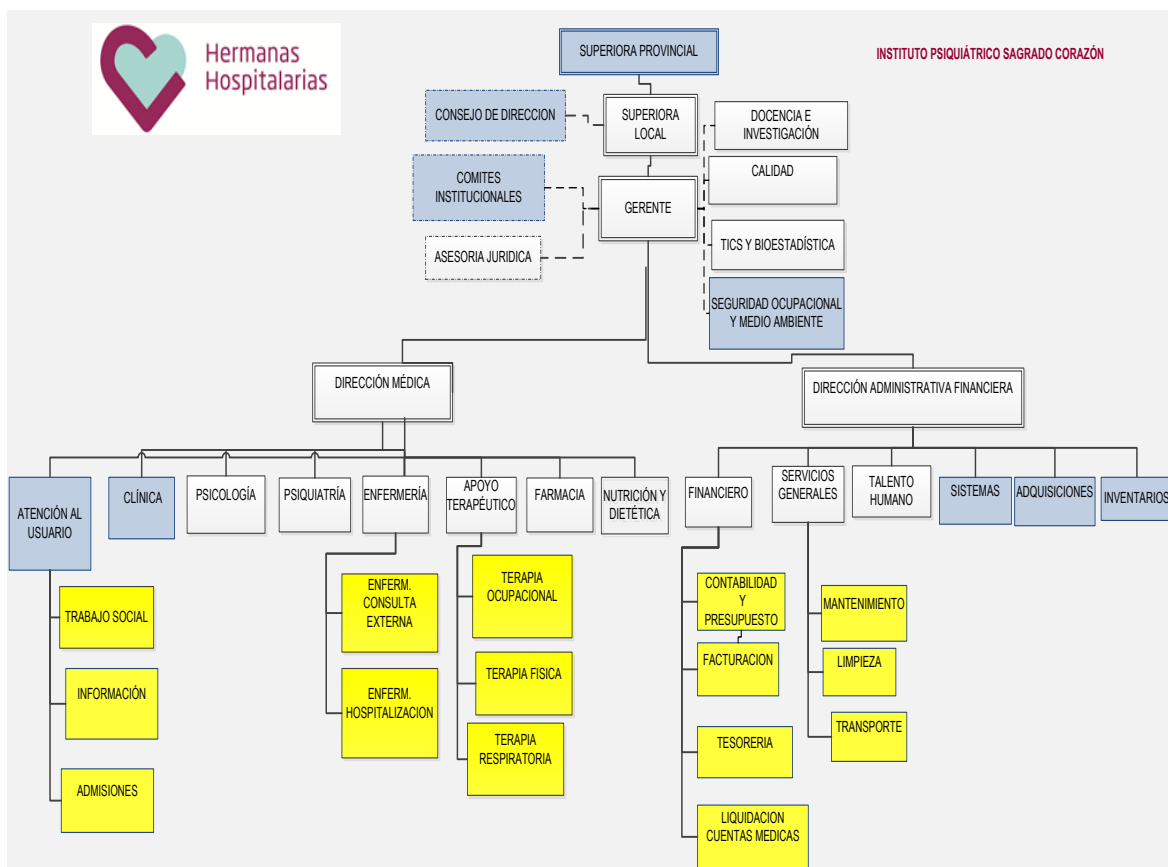 Hermanas
Hospitalarias
SUPERIORA PROVINCIAL
INSTITUTO PSIQUIÁTRICO SAGRADO CORAZÓN
CONSEJO DE DIRECCION
SUPERIORA
LOCAL
DOCENCIA E
INVESTIGACIÓN
COMITES
INSTITUCIONALES
CALIDAD
GERENTE
ASESORIA JURIDICA
TICS Y BIOESTADÍSTICA
SEGURIDAD OCUPACIONAL
Y MEDIO AMBIENTE
DIRECCIÓN MÉDICA
DIRECCIÓN ADMINISTRATIVA FINANCIERA
ATENCIÓN AL
USUARIO
CLÍNICA
PSICOLOGÍA
PSIQUIATRÍA
ENFERMERÍA
APOYO
TERAPÉUTICO
FARMACIA
NUTRICIÓN Y
DIETÉTICA
FINANCIERO
SERVICIOS
GENERALES
TALENTO
HUMANO
SISTEMAS
ADQUISICIONES
INVENTARIOS
TRABAJO SOCIAL
INFORMACIÓN
ADMISIONES
ENFERM.
CONSULTA
EXTERNA
ENFERM.
HOSPITALIZACION
TERAPIA
OCUPACIONAL
TERAPIA FISICA
TERAPIA
RESPIRATORIA
CONTABILIDAD
Y
PRESUPUESTO
FACTURACION
TESORERIA
LIQUIDACION
CUENTAS MEDICAS
MANTENIMIENTO
LIMPIEZA
TRANSPORTE